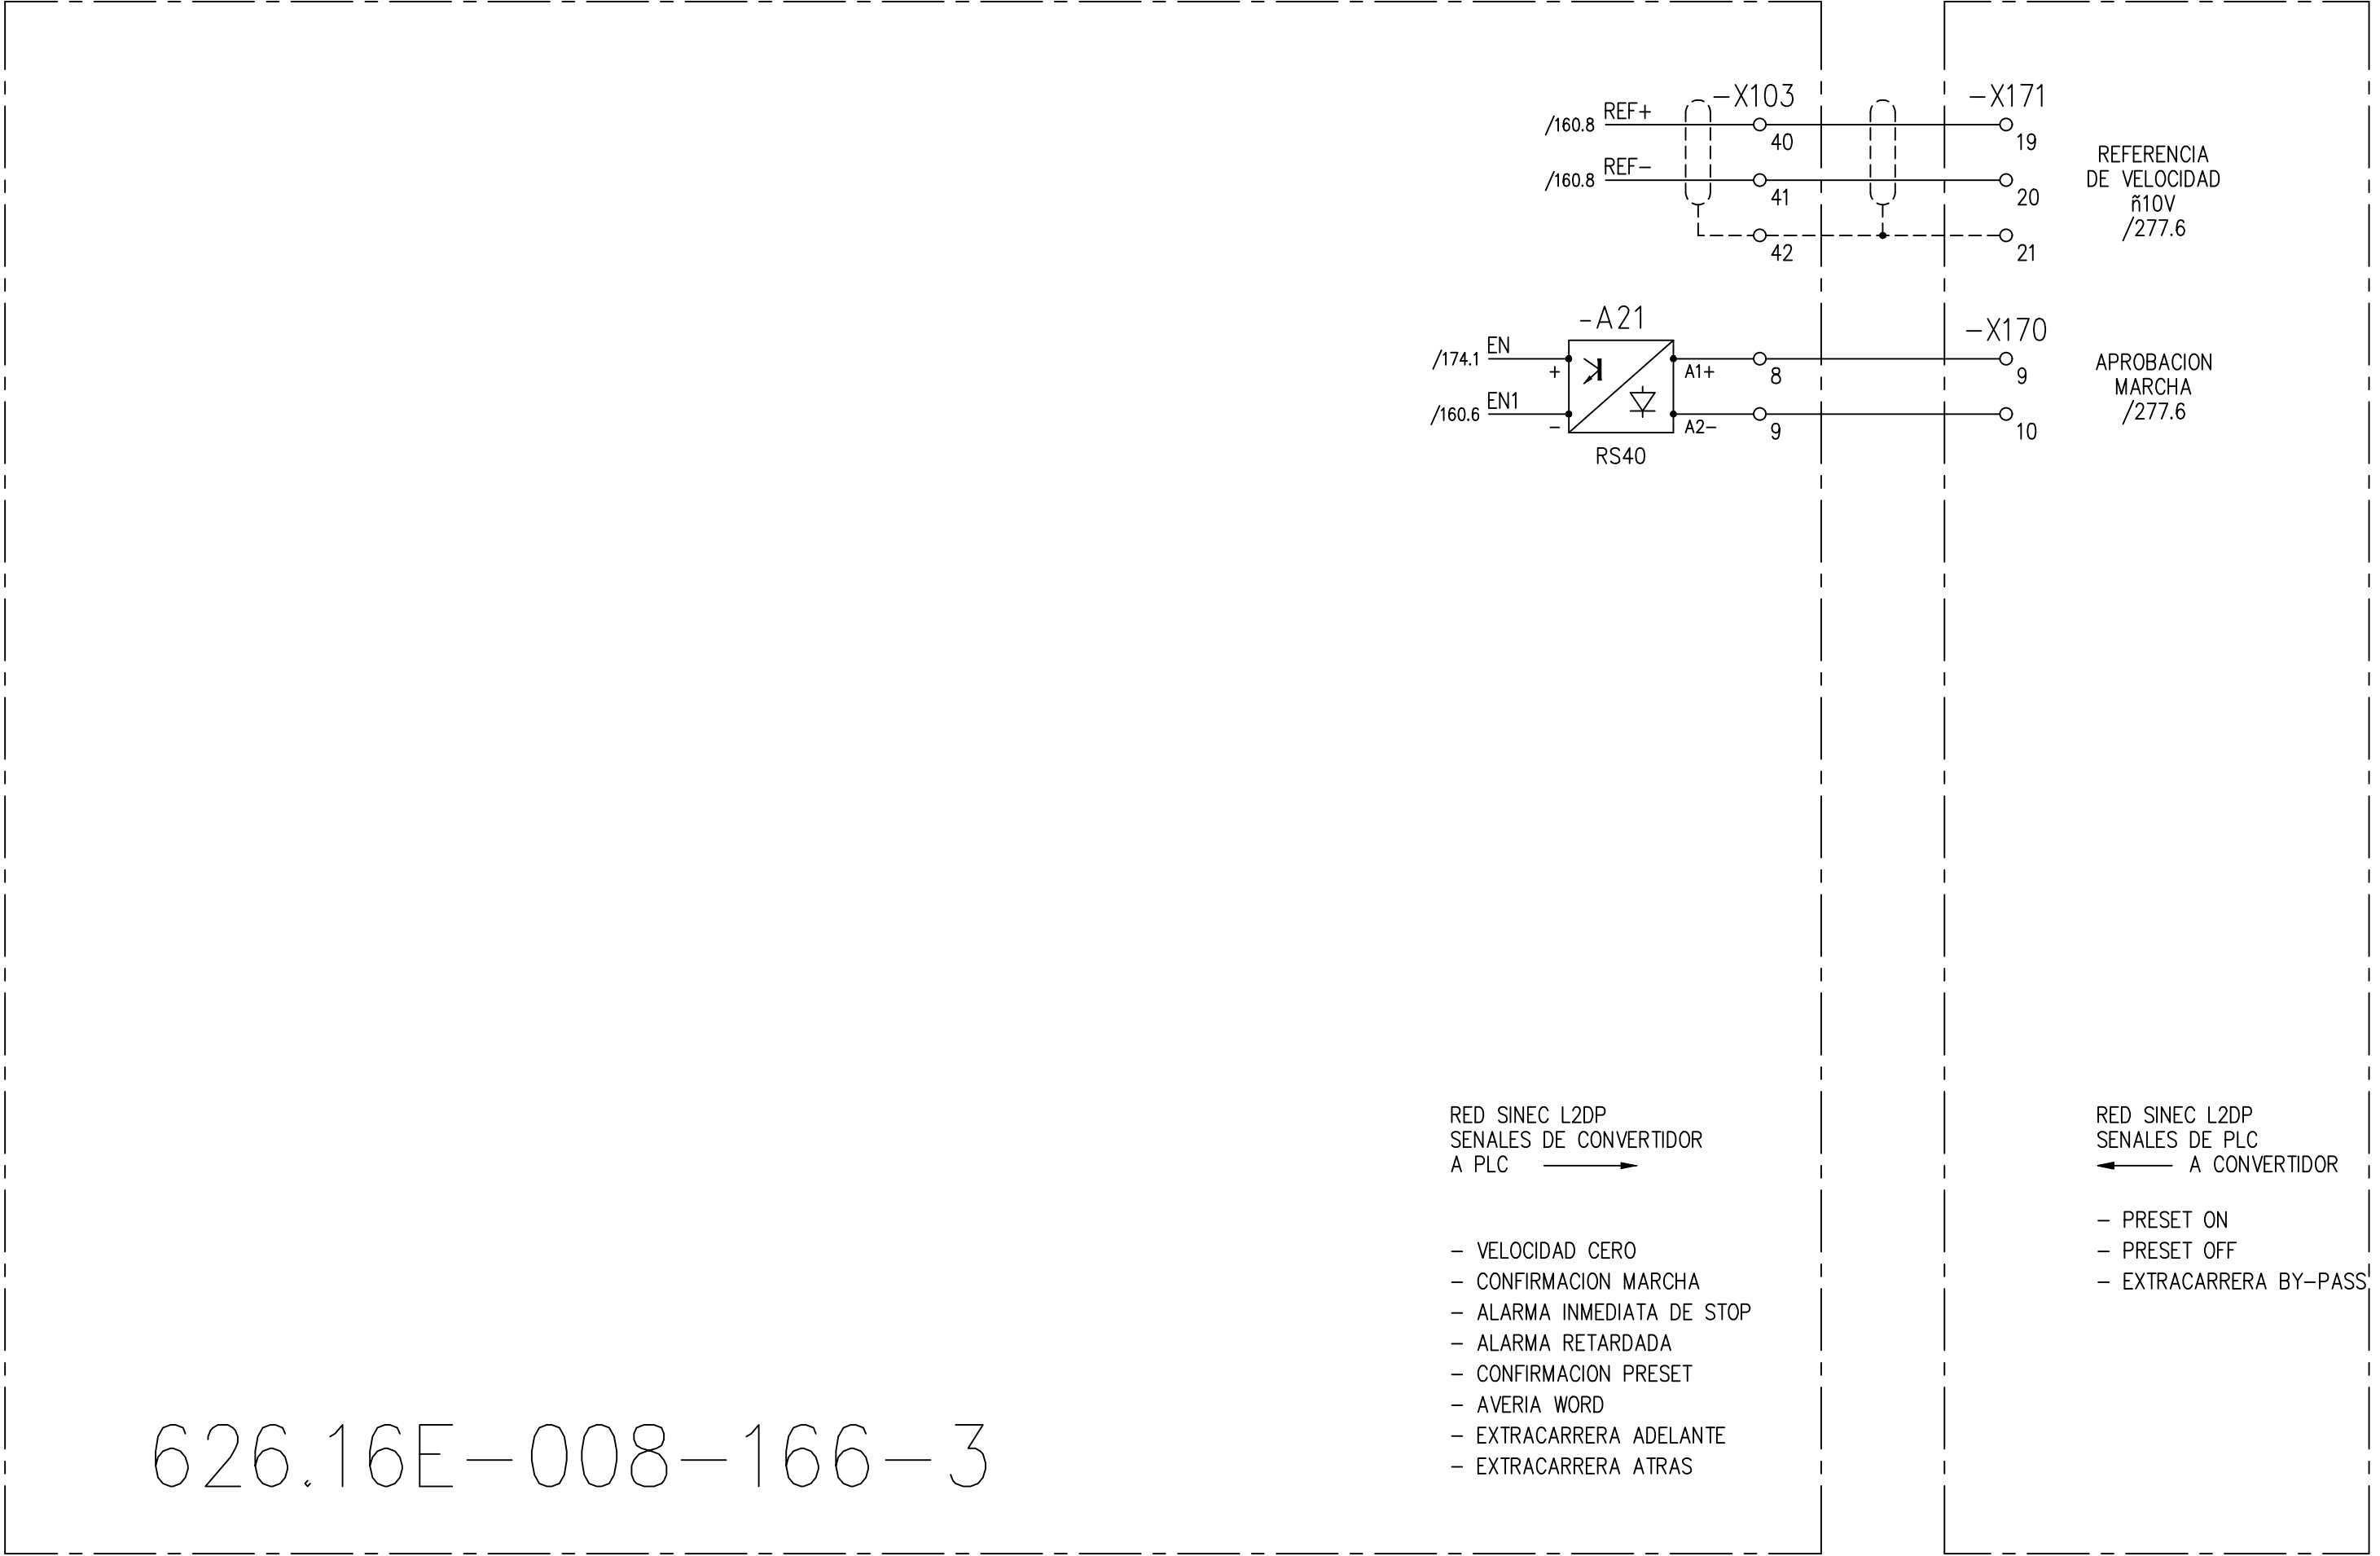 -X103
-X171
/160.8 REF+
40
19
/160.8 REF-
41
20
42
21
REFERENCIA
DE VELOCIDAD
ñ10V
/277.6
-A21
-X170
/174.1 EN
+
A1+
8
9
/160.6 EN1
-
A2-
9
10
RS40
APROBACION
MARCHA
/277.6
RED SINEC L2DP
SENALES DE CONVERTIDOR
A PLC
- VELOCIDAD CERO
- CONFIRMACION MARCHA
- ALARMA INMEDIATA DE STOP
- ALARMA RETARDADA
- CONFIRMACION PRESET
- AVERIA WORD
- EXTRACARRERA ADELANTE
- EXTRACARRERA ATRAS
RED SINEC L2DP
SENALES DE PLC
A CONVERTIDOR
- PRESET ON
- PRESET OFF
- EXTRACARRERA BY-PASS
626.16E-008-166-3